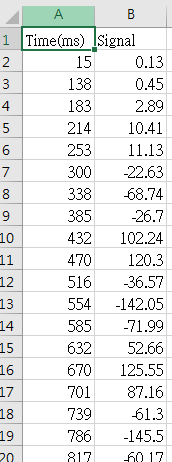 A B
1 Time(ms) Signal
2 15 0.13
3 138 0.45
4 183 2.89
5 214 10.41
6 253 11.13
7 300 -22.63
8 338 -68.74
9 385 -26.7
10 432 102.24
11 470 120.3
12 516 -36.57
13 554 -142.05
14 585 -71.99
15 632 52.66
16 670 125.55
17 701 87.16
18 739 -61.3
19 786 -145.5
20 817 -60.17